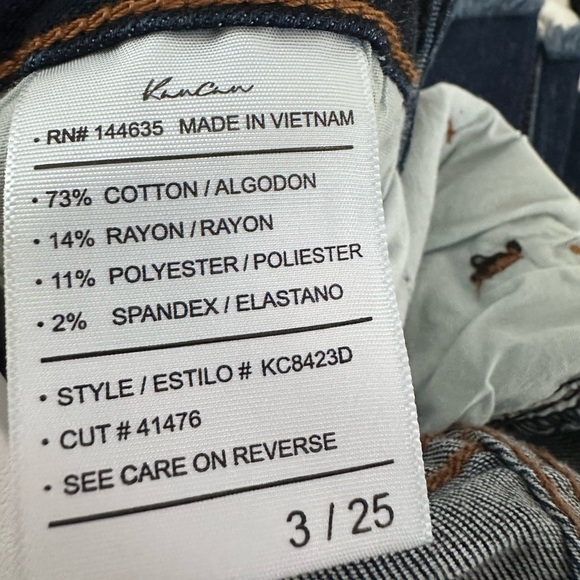 KanCan
• RN# 144635 MADE IN VIETNAM
• 73% COTTON / ALGODON
• 14% RAYON / RAYON
• 11% POLYESTER / POLIESTER
• 2% SPANDEX / ELASTANO
• STYLE / ESTILO # KC8423D
• CUT # 41476
• SEE CARE ON REVERSE
3 / 25